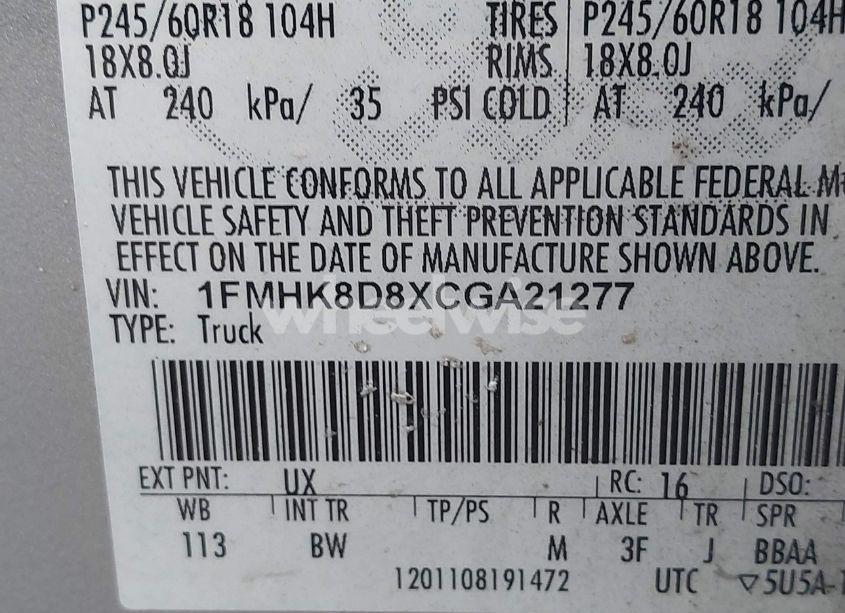 P245/60R18 104H TIRES P245/60R18 104H
18X8.0J RIMS 18X8.0J
AT 240 kPa/ 35 PSI COLD AT 240 kPa/
THIS VEHICLE CONFORMS TO ALL APPLICABLE FEDERAL M
VEHICLE SAFETY AND THEFT PREVENTION STANDARDS IN
EFFECT ON THE DATE OF MANUFACTURE SHOWN ABOVE.
VIN: 1FMHK8D8XCGA21277
wheelwise
TYPE: Truck
EXT PNT: UX RC: 16 DSO:
WB INT TR TP/PS R AXLE TR SPR
113 BW M 3F J BBAA
1201108191472 UTC ▽5U5A-1